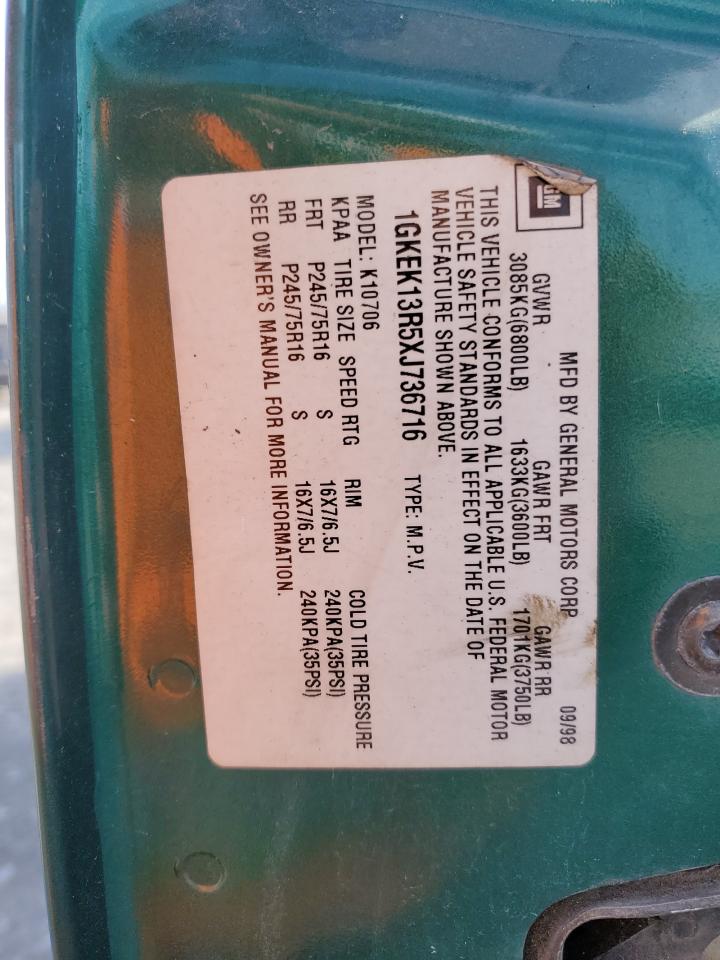 GM
MFD BY GENERAL MOTORS CORP 09/98
GVWR GAWR FRT GAWR RR
3085KG(6800LB) 1633KG(3600LB) 1701KG(3750LB)
THIS VEHICLE CONFORMS TO ALL APPLICABLE U.S. FEDERAL MOTOR
VEHICLE SAFETY STANDARDS IN EFFECT ON THE DATE OF
MANUFACTURE SHOWN ABOVE.
1GKEK13R5XJ736716 TYPE: M.P.V.
MODEL: K10706
KPAA TIRE SIZE SPEED RTG RIM COLD TIRE PRESSURE
FRT P245/75R16 S 16X7/6.5J 240KPA(35PSI)
RR P245/75R16 S 16X7/6.5J 240KPA(35PSI)
SEE OWNER'S MANUAL FOR MORE INFORMATION.